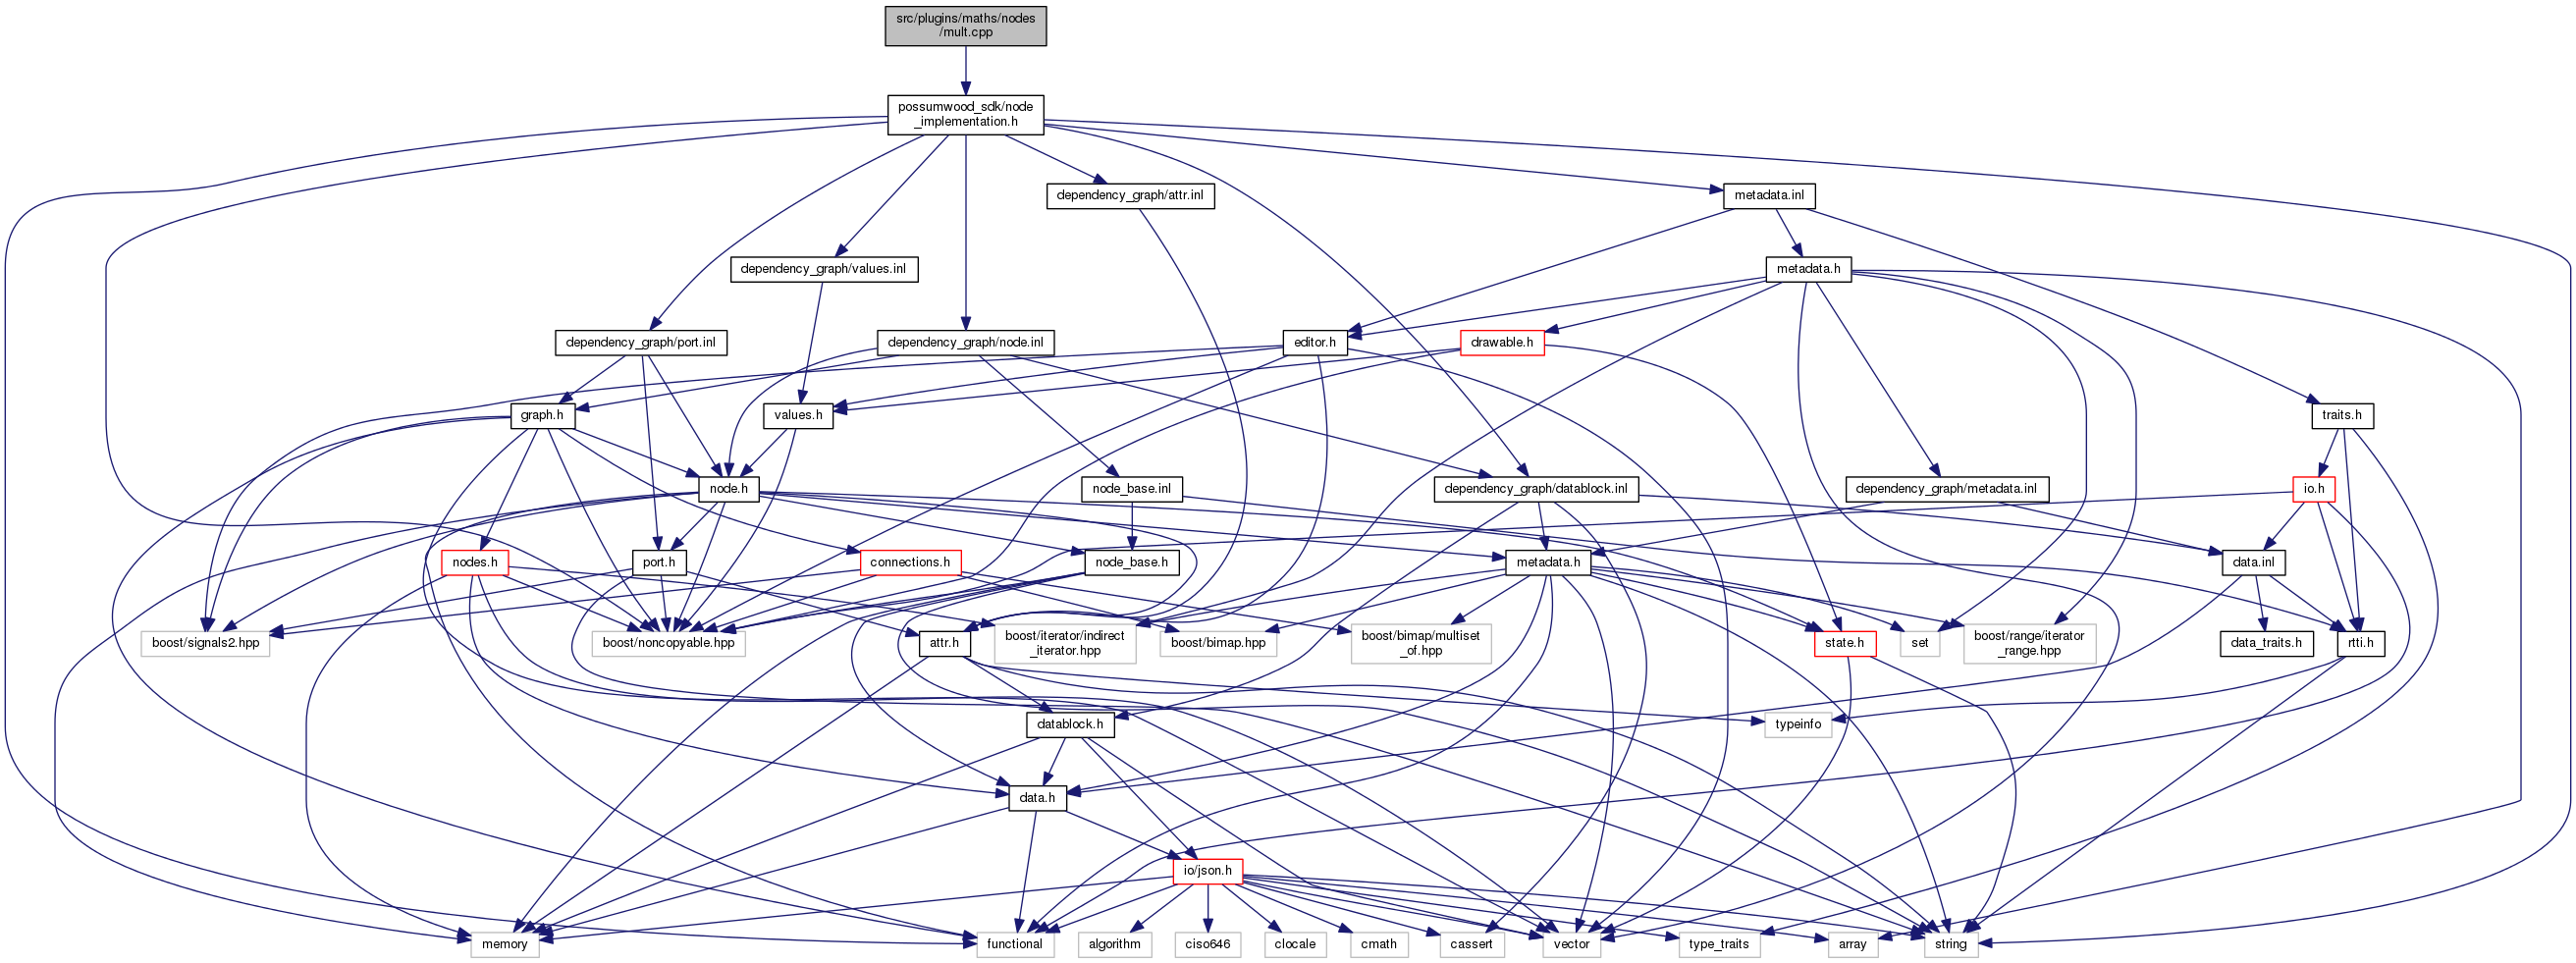 src/plugins/maths/nodes
/mult.cpp
possumwood_sdk/node
_implementation.h
dependency_graph/attr.inl
metadata.inl
dependency_graph/values.inl
metadata.h
dependency_graph/port.inl
dependency_graph/node.inl
editor.h
drawable.h
graph.h
values.h
traits.h
node.h
node_base.inl
dependency_graph/datablock.inl
dependency_graph/metadata.inl
io.h
nodes.h
port.h
connections.h
node_base.h
metadata.h
data.inl
boost/signals2.hpp
boost/noncopyable.hpp
attr.h
boost/iterator/indirect
_iterator.hpp
boost/bimap.hpp
boost/bimap/multiset
_of.hpp
state.h
set
boost/range/iterator
_range.hpp
data_traits.h
rtti.h
datablock.h
typeinfo
data.h
io/json.h
memory
functional
algorithm
ciso646
clocale
cmath
cassert
vector
type_traits
array
string